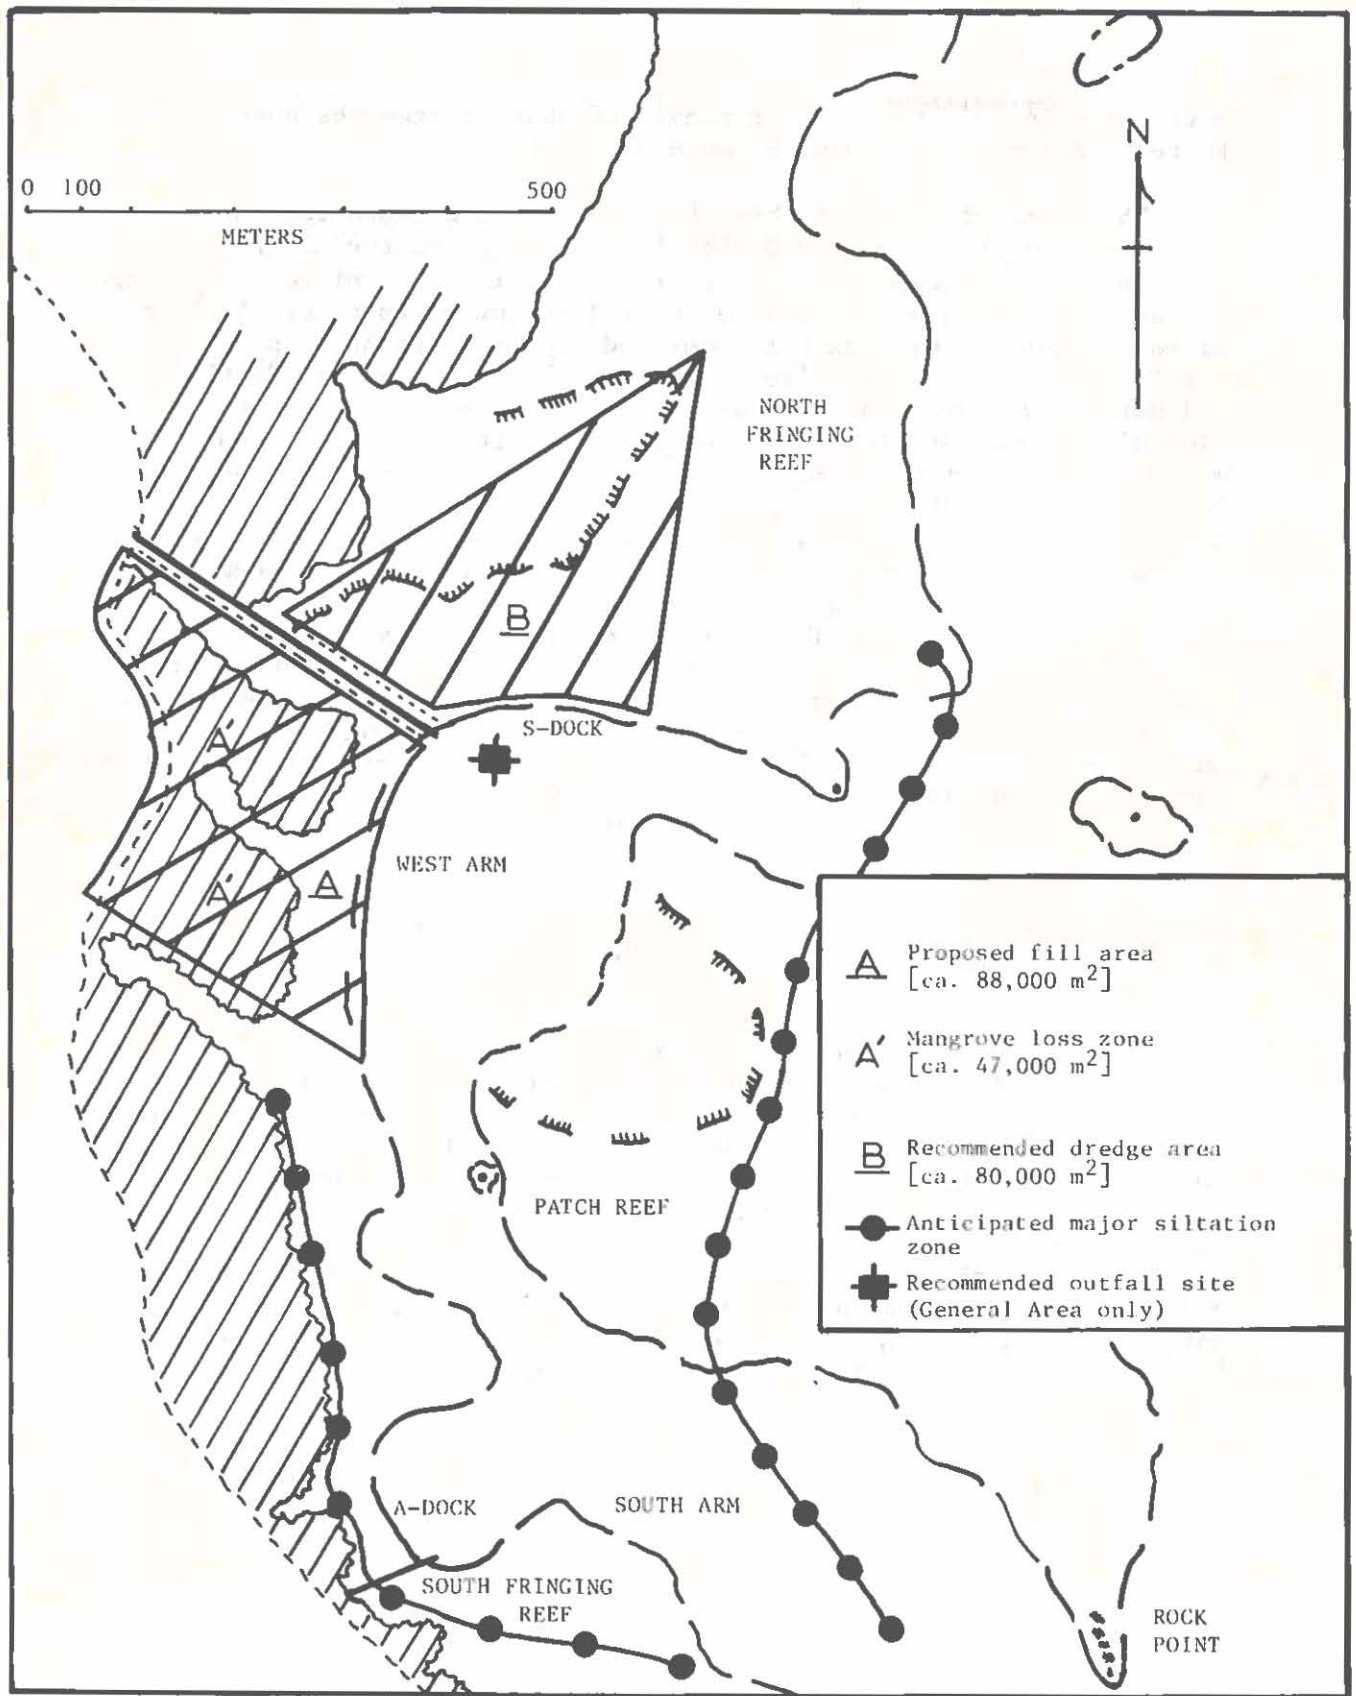 N
0 100 500
METERS
NORTH
FRINGING
REEF
B
S-DOCK
A'
WEST ARM
A'
A
A Proposed fill area
[ca. 88,000 m²]
A' Mangrove loss zone
[ca. 47,000 m²]
B Recommended dredge area
[ca. 80,000 m²]
Anticipated major siltation
zone
Recommended outfall site
(General Area only)
PATCH REEF
A-DOCK
SOUTH ARM
SOUTH FRINGING
REEF
ROCK
POINT